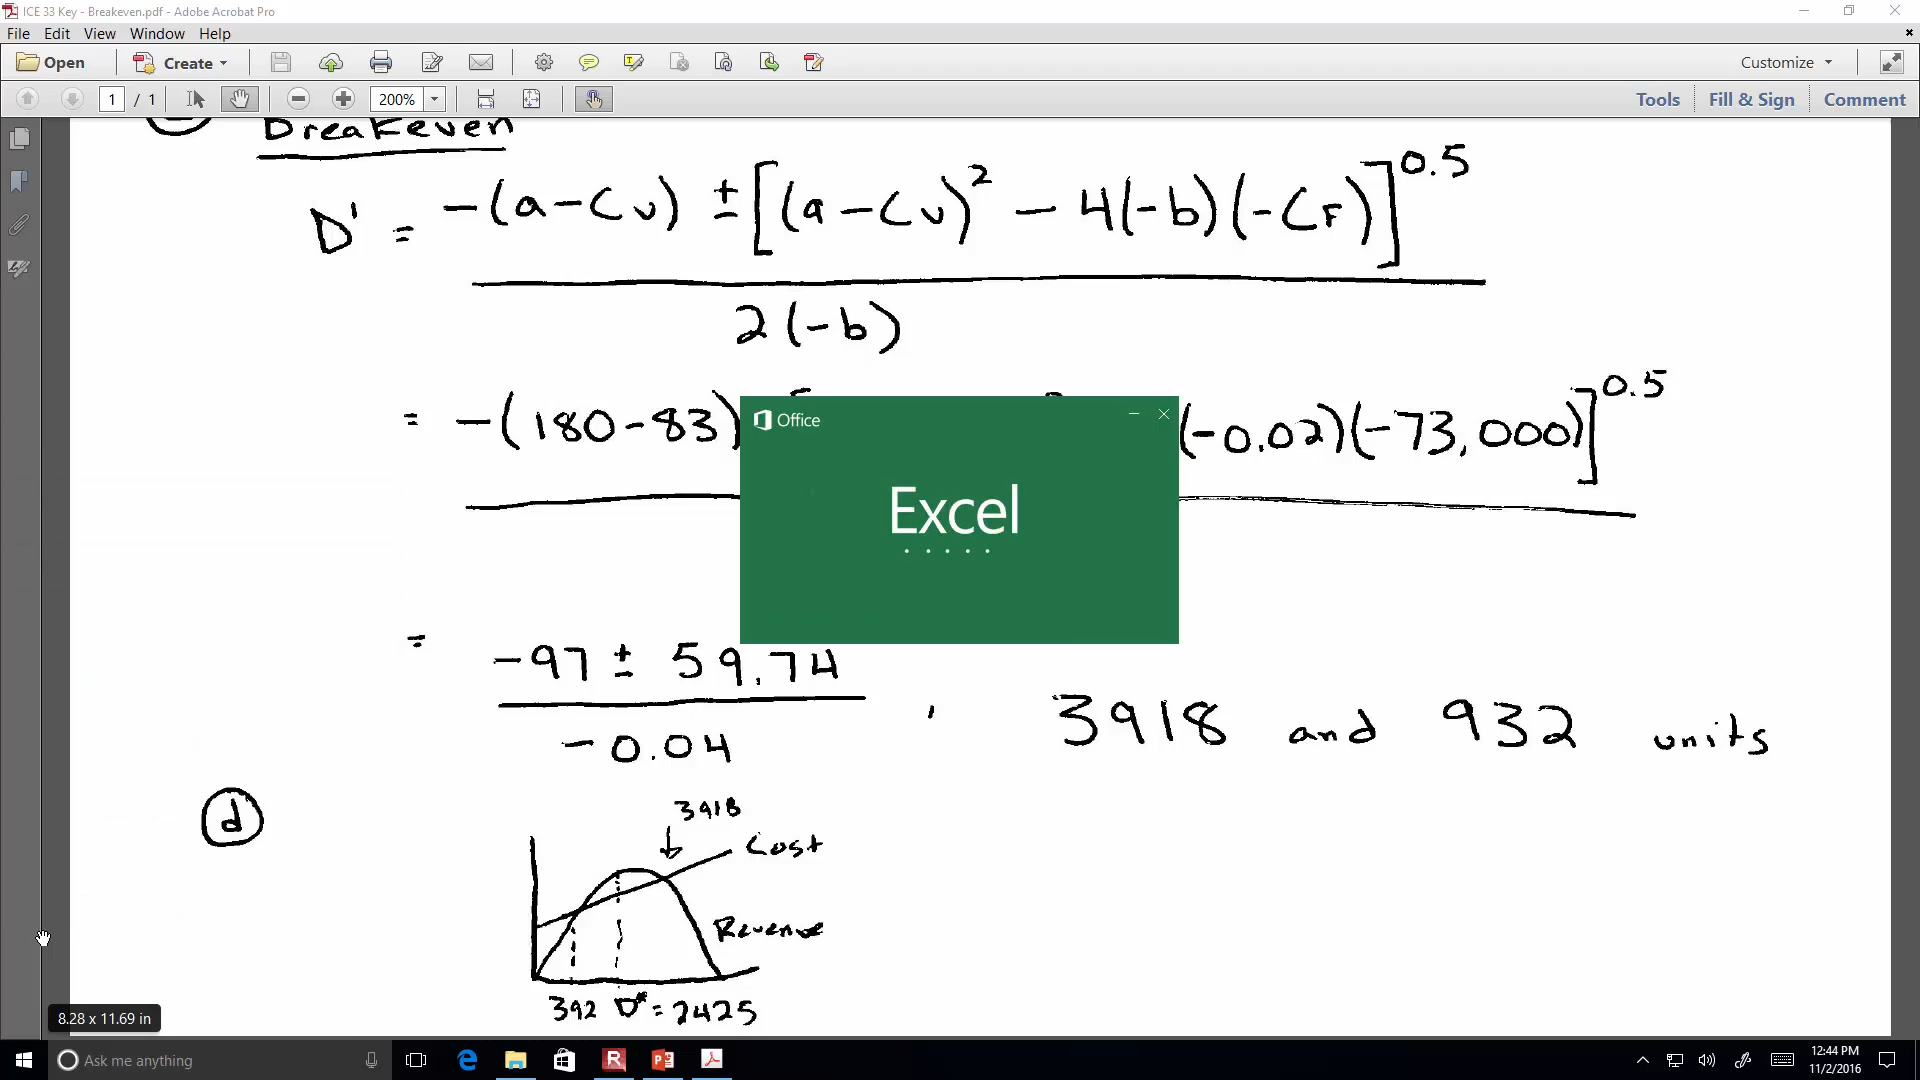 ICE 33 Key - Breakeven.pdf - Adobe Acrobat Pro
File Edit View Window Help
Open Create Customize
1 / 1 200% Tools Fill & Sign Comment
Breakeven
D' = -(a-Cv) ± [(a-Cv)² - 4(-b)(-CF)]^0.5
2(-b)
= -(180-83) (-0.02)(-73,000)]^0.5
Office
Excel
= -97 ± 59.74
-0.04
, 3918 and 932 units
d
3918
Cost
Revenue
392 D* = 2425
8.28 x 11.69 in
Ask me anything
12:44 PM
11/2/2016